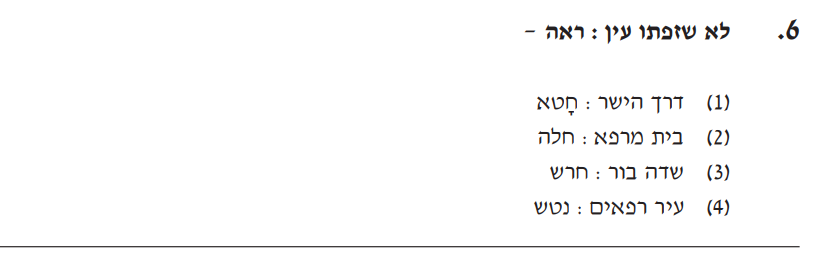 6. לא שזפתו עין : ראה –
(1) דרך הישר : חָטא
(2) בית מרפא : חלה
(3) שדה בור : חרש
(4) עיר רפאים : נטש